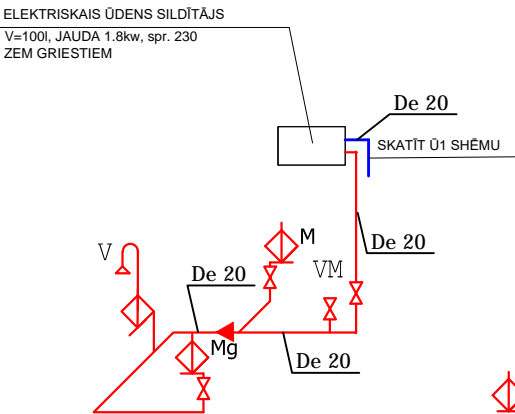 ELEKTRISKAIS ŪDENS SILDĪTĀJS
V=100l, JAUDA 1.8kw, spr. 230
ZEM GRIESTIEM
De 20
SKATĪT Ū1 SHĒMU
M
De 20
V
VM
De 20
Mg
De 20